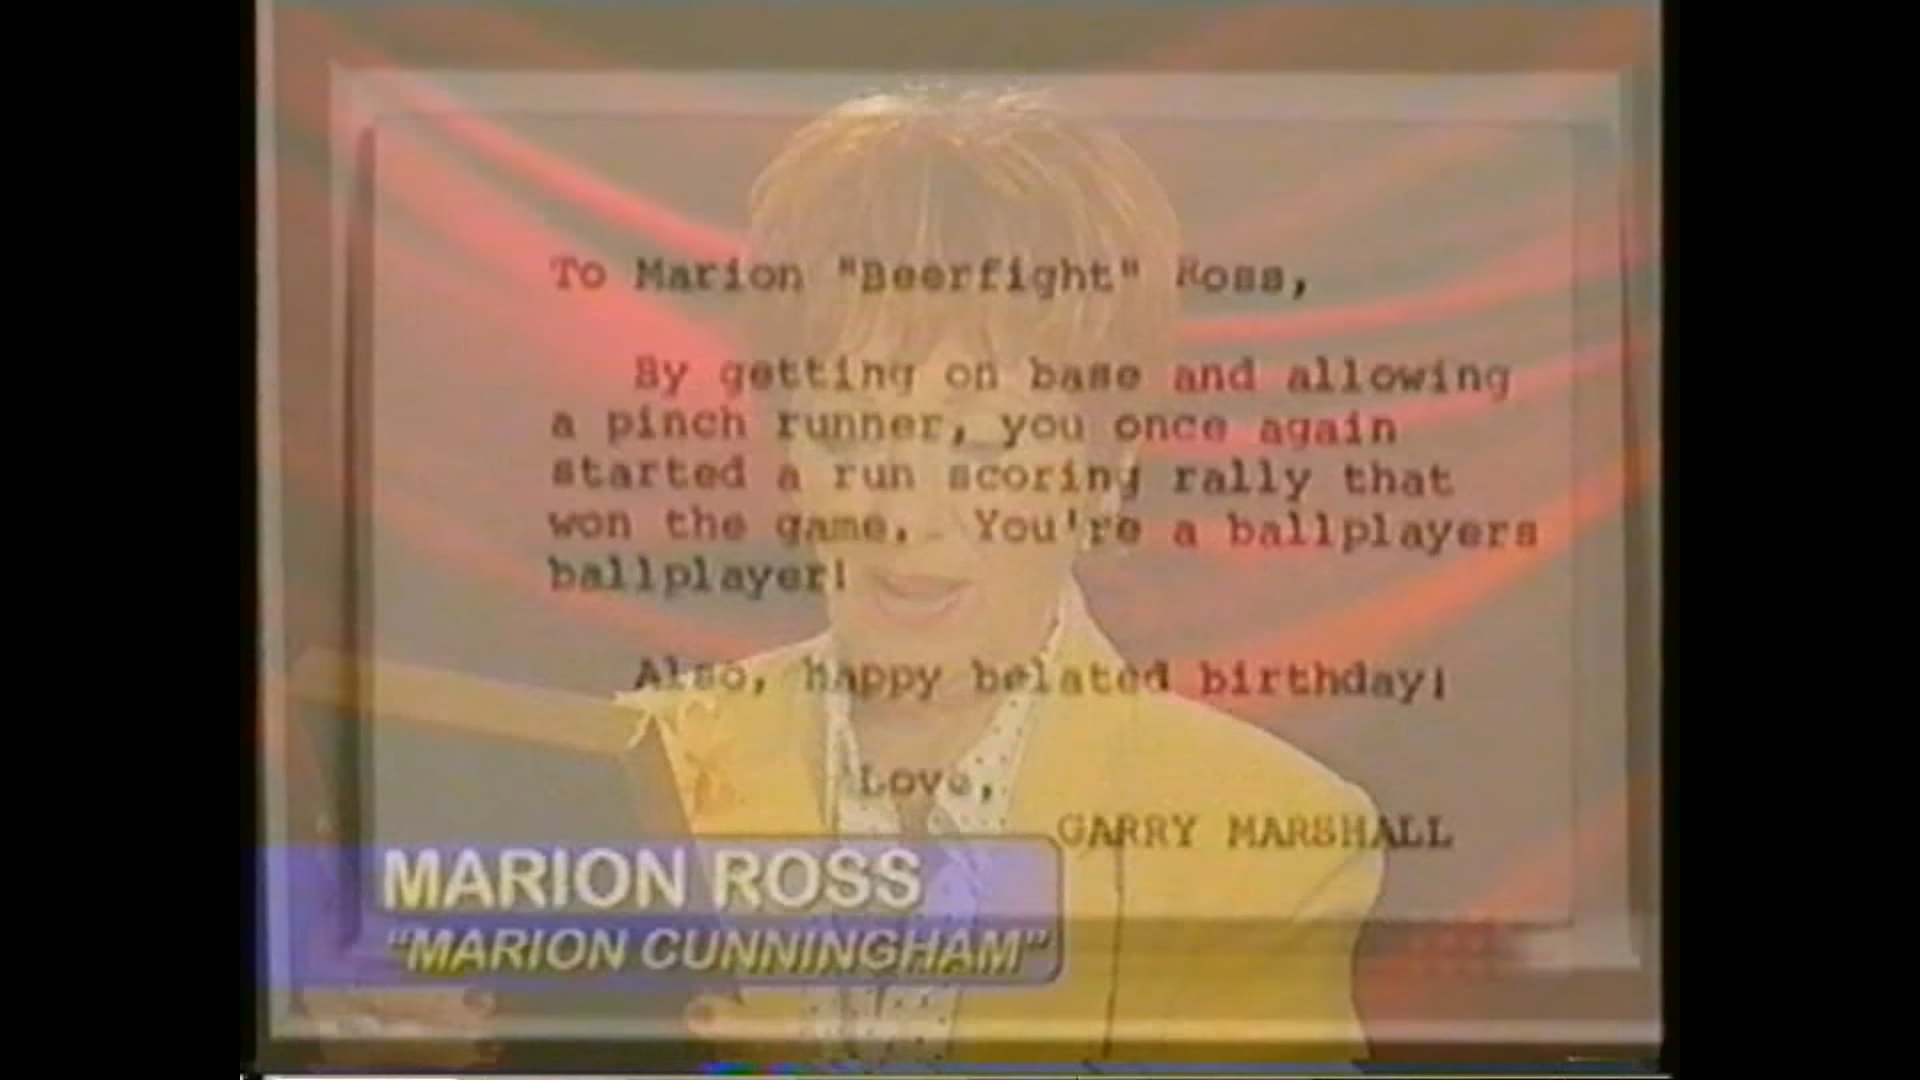 To Marion "Beerfight" Ross,
By getting on base and allowing
a pinch runner, you once again
started a run scoring rally that
won the game. You're a ballplayers
ballplayer!
Also, happy belated birthday!
Love,
GARRY MARSHALL
MARION ROSS
"MARION CUNNINGHAM"